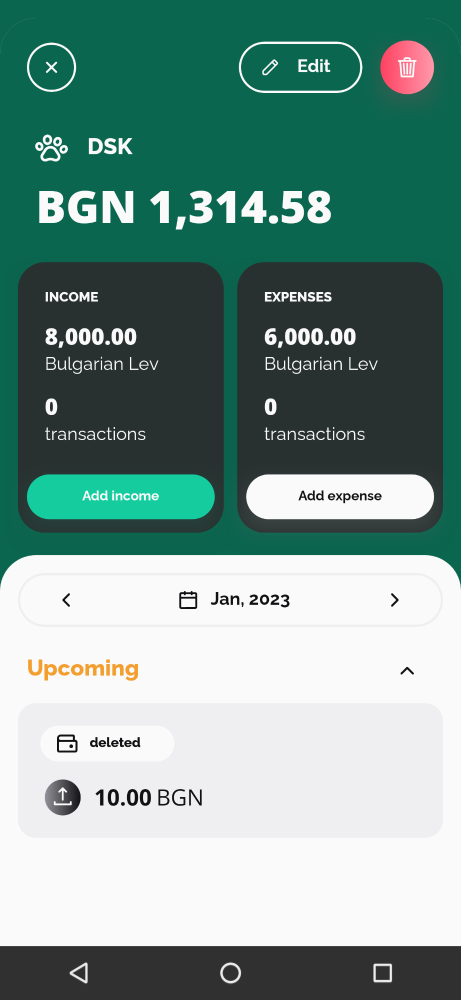 Edit
DSK
BGN 1,314.58
INCOME
8,000.00
Bulgarian Lev
0
transactions
Add income
EXPENSES
6,000.00
Bulgarian Lev
0
transactions
Add expense
Jan, 2023
Upcoming
deleted
10.00 BGN